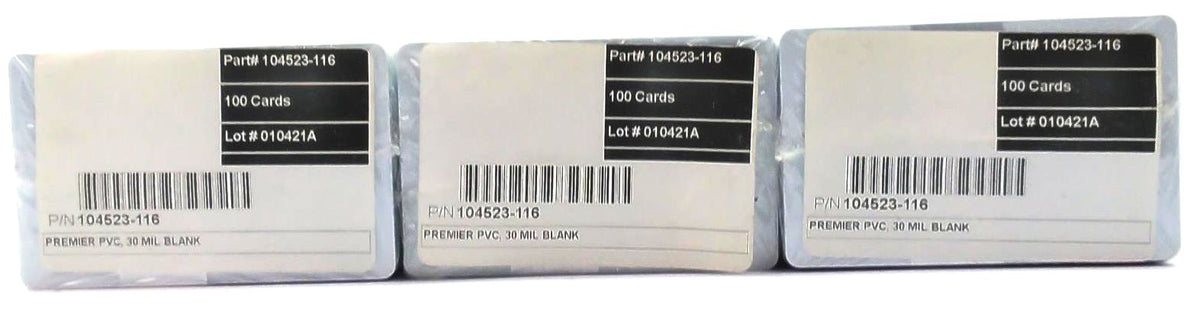 Part# 104523-116
100 Cards
Lot # 010421A
P/N 104523-116
PREMIER PVC, 30 MIL BLANK
Part# 104523-116
100 Cards
Lot # 010421A
P/N 104523-116
PREMIER PVC, 30 MIL BLANK
Part# 104523-116
100 Cards
Lot # 010421A
P/N 104523-116
PREMIER PVC, 30 MIL BLANK